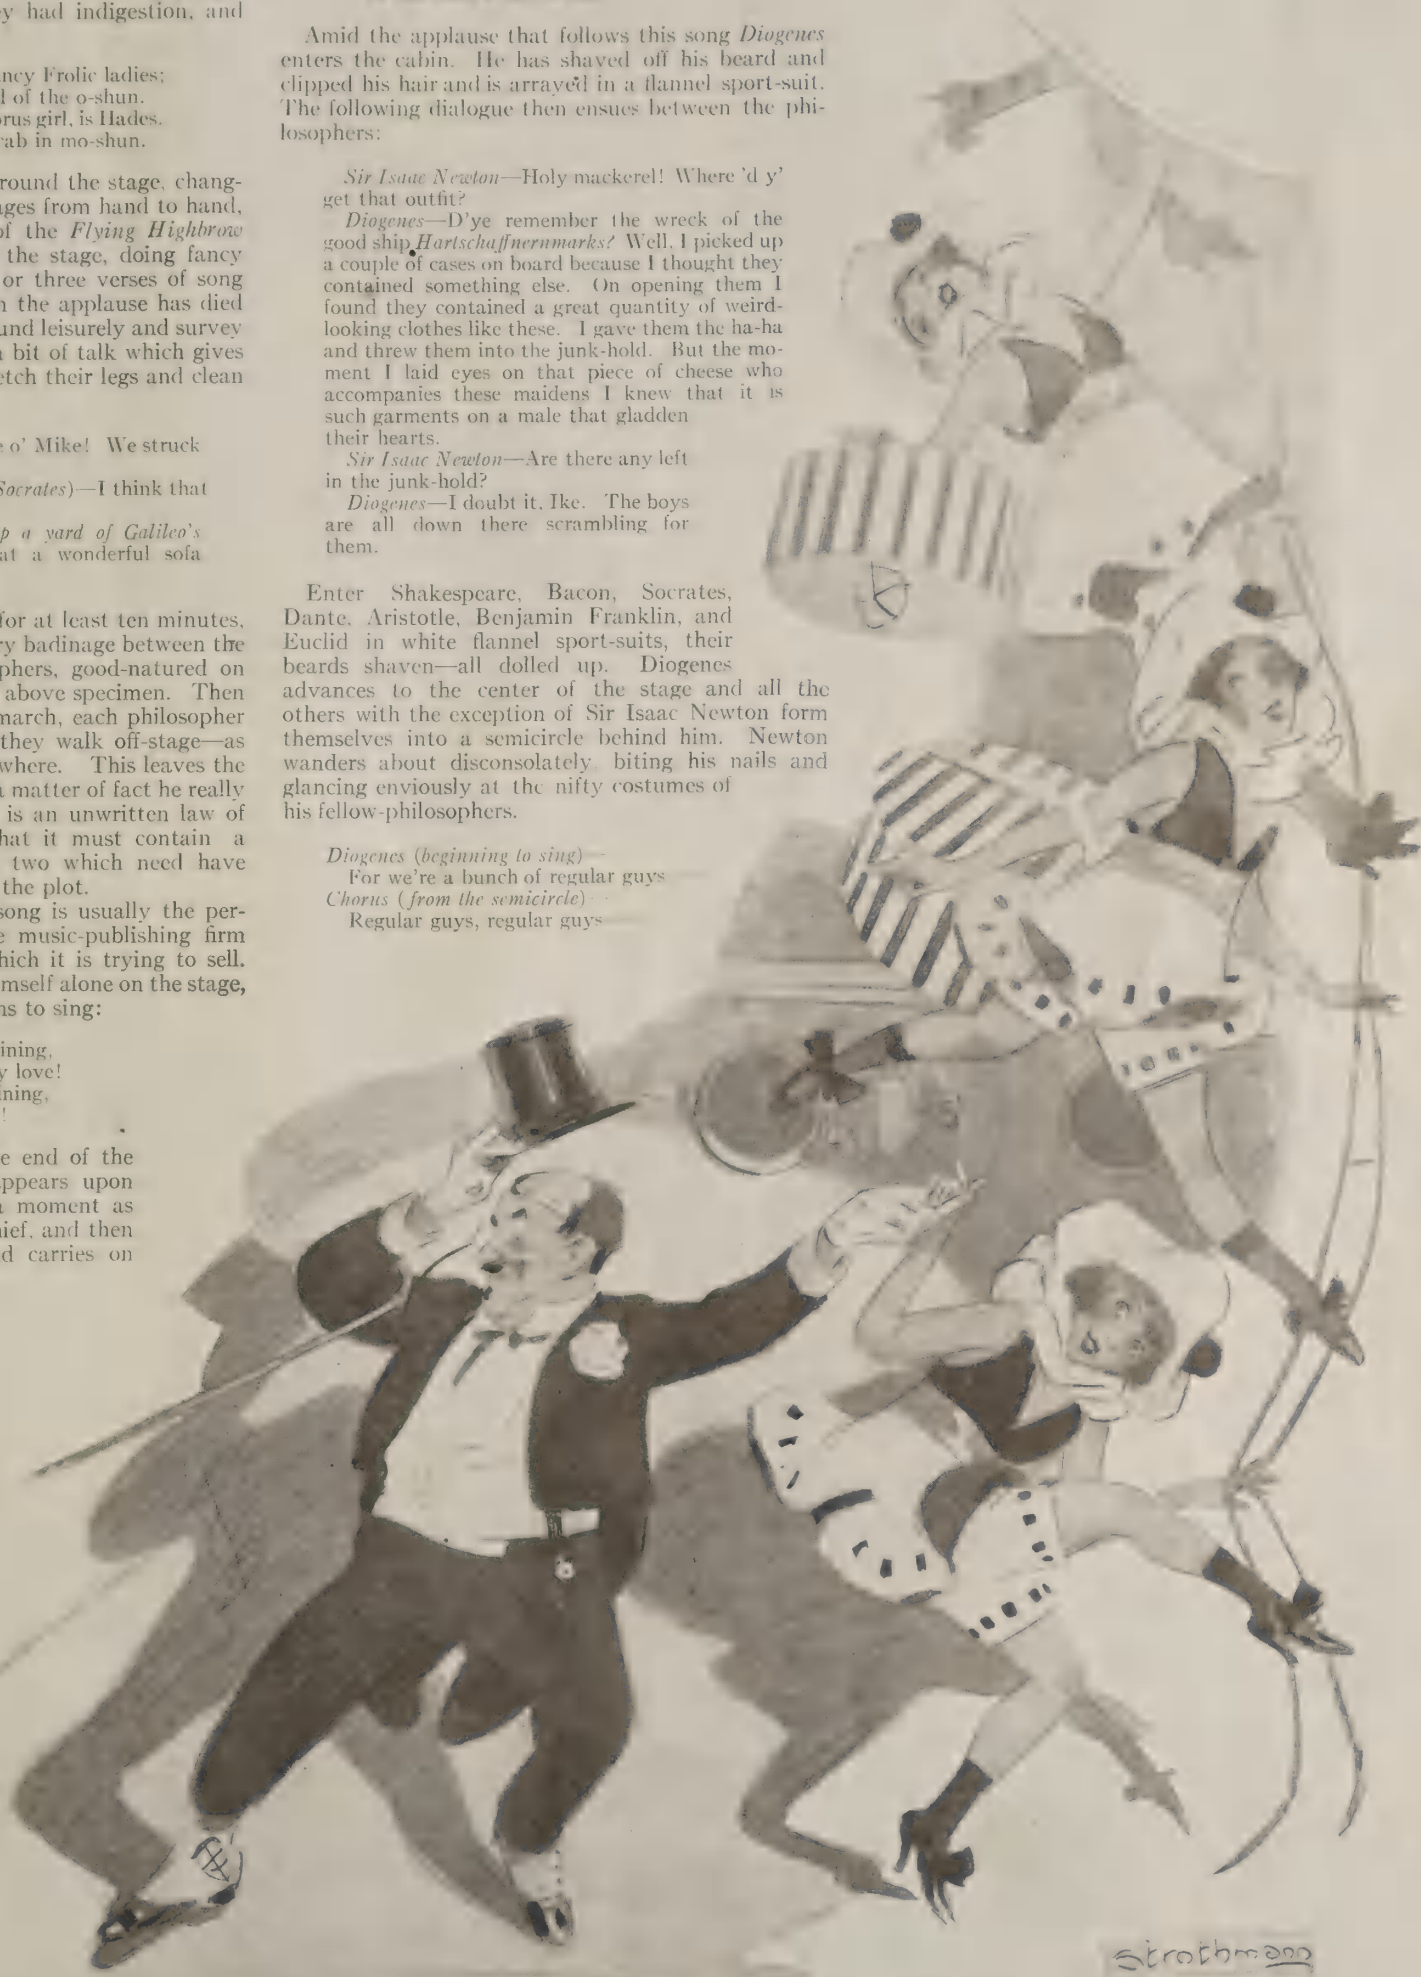 y had indigestion, and
ncy Frolic ladies;
l of the o-shun.
rus girl, is Hades.
rab in mo-shun.
round the stage, chang-
ages from hand to hand,
of the Flying Highbrow
the stage, doing fancy
or three verses of song
n the applause has died
und leisurely and survey
a bit of talk which gives
etch their legs and clean
e o' Mike! We struck
Socrates)—I think that
p a yard of Galileo's
at a wonderful sofa
for at least ten minutes,
ry badinage between the
phers, good-natured on
above specimen. Then
march, each philosopher
they walk off-stage—as
where. This leaves the
a matter of fact he really
is an unwritten law of
hat it must contain a
two which need have
the plot.
song is usually the per-
e music-publishing firm
hich it is trying to sell.
mself alone on the stage,
ns to sing:
ining,
y love!
ning,
!
e end of the
appears upon
a moment as
hief, and then
d carries on
Amid the applause that follows this song Diogenes
enters the cabin. He has shaved off his beard and
clipped his hair and is arrayed in a flannel sport-suit.
The following dialogue then ensues between the phi-
losophers:
Sir Isaac Newton—Holy mackerel! Where 'd y'
get that outfit?
Diogenes—D'ye remember the wreck of the
good ship Hartschaffnernmarks? Well, I picked up
a couple of cases on board because I thought they
contained something else. On opening them I
found they contained a great quantity of weird-
looking clothes like these. I gave them the ha-ha
and threw them into the junk-hold. But the mo-
ment I laid eyes on that piece of cheese who
accompanies these maidens I knew that it is
such garments on a male that gladden
their hearts.
Sir Isaac Newton—Are there any left
in the junk-hold?
Diogenes—I doubt it, Ike. The boys
are all down there scrambling for
them.
Enter Shakespeare, Bacon, Socrates,
Dante, Aristotle, Benjamin Franklin, and
Euclid in white flannel sport-suits, their
beards shaven—all dolled up. Diogenes
advances to the center of the stage and all the
others with the exception of Sir Isaac Newton form
themselves into a semicircle behind him. Newton
wanders about disconsolately biting his nails and
glancing enviously at the nifty costumes of
his fellow-philosophers.
Diogenes (beginning to sing)—
For we're a bunch of regular guys—
Chorus (from the semicircle)—
Regular guys, regular guys—
Strothmann